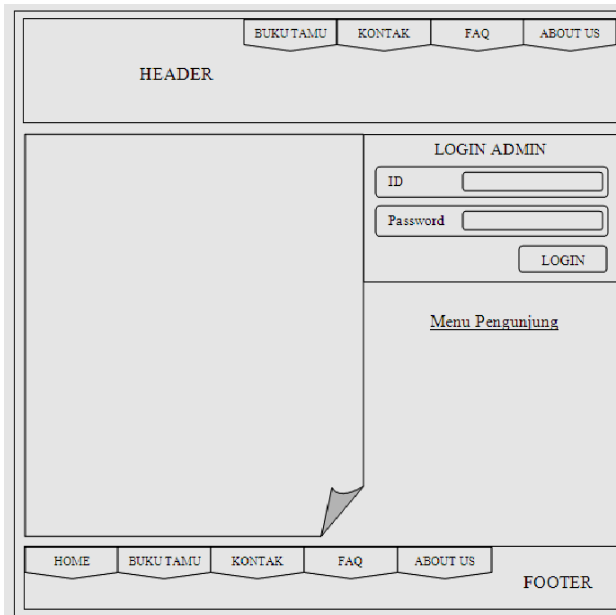 BUKU TAMU KONTAK FAQ ABOUT US
HEADER
LOGIN ADMIN
ID
Password
LOGIN
Menu Pengunjung
HOME BUKU TAMU KONTAK FAQ ABOUT US
FOOTER